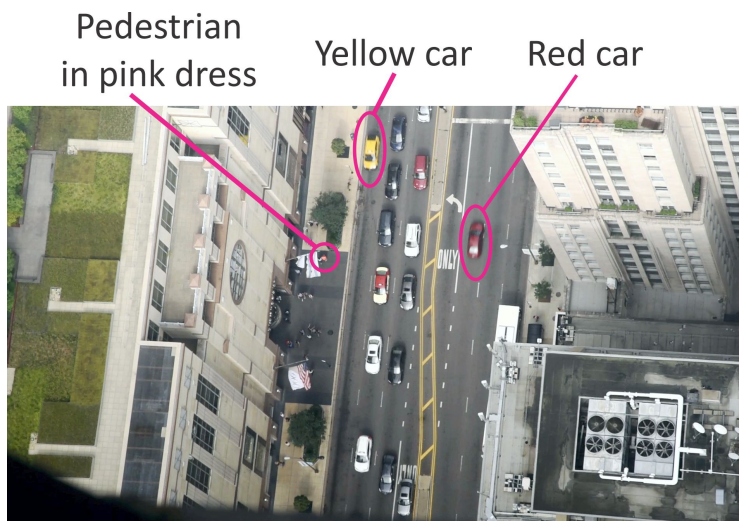 Pedestrian
in pink dress
Yellow car
Red car
ONLY